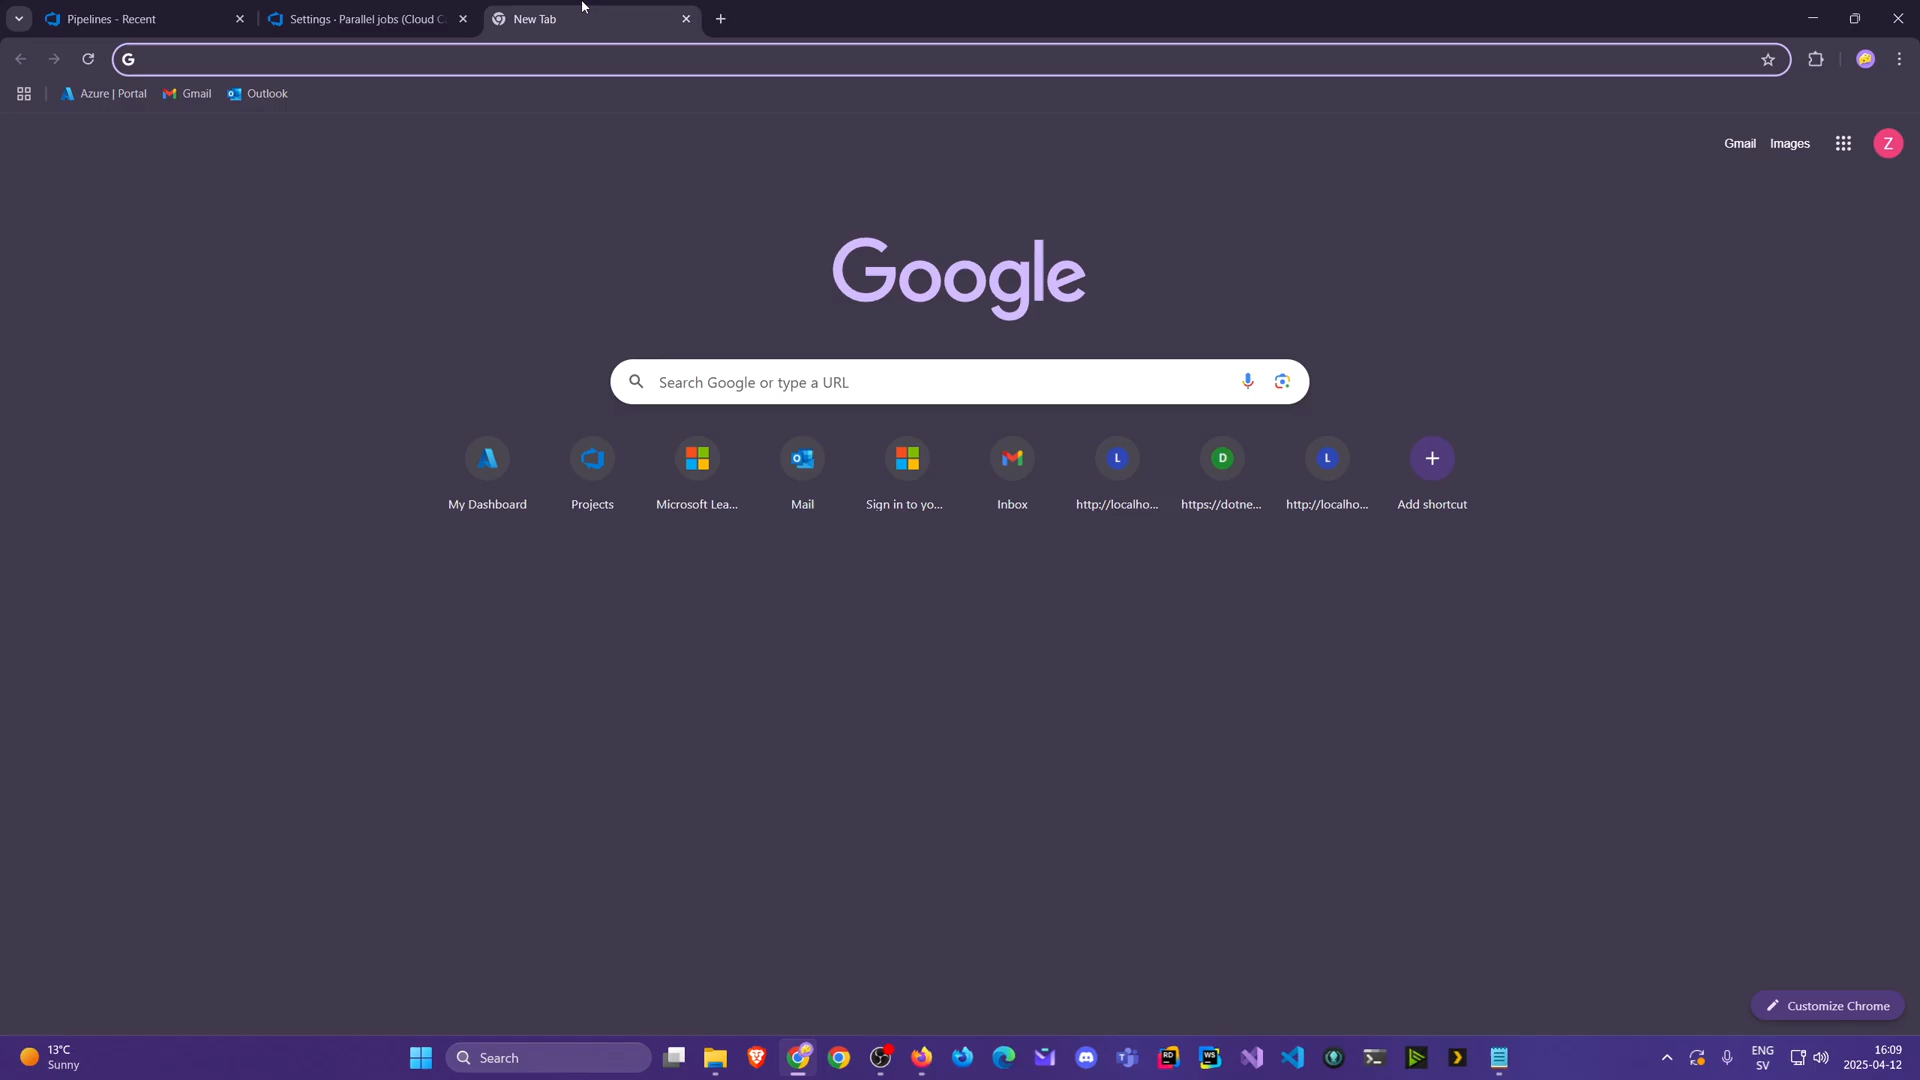 Pipelines - Recent
Settings · Parallel jobs (Cloud C
New Tab
Azure | Portal
Gmail
Outlook
Gmail
Images
Z
Google
Search Google or type a URL
L
D
L
My Dashboard
Projects
Microsoft Lea...
Mail
Sign in to yo...
Inbox
http://localho...
https://dotne...
http://localho...
Add shortcut
Customize Chrome
13°C
Sunny
Search
RD
WS
ENG
SV
16:09
2025-04-12